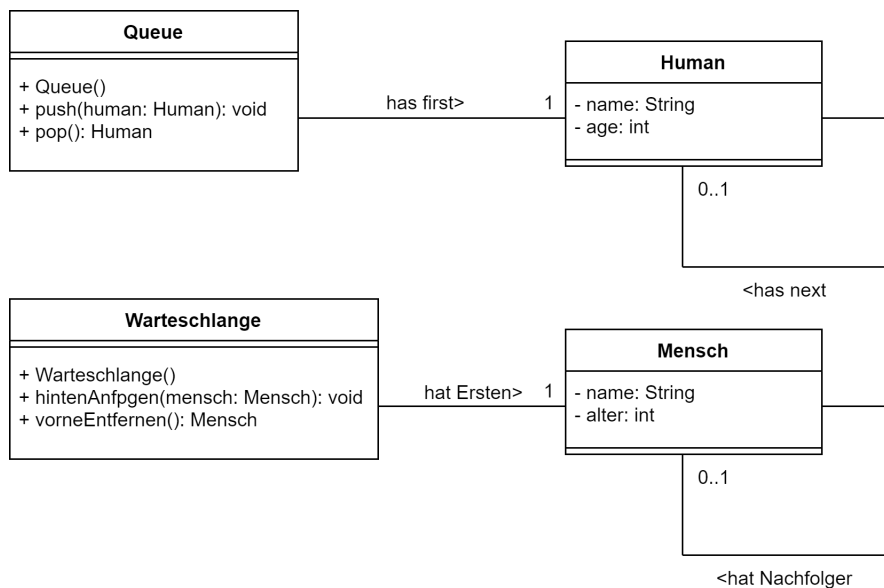 Queue
+ Queue()
+ push(human: Human): void
+ pop(): Human
has first>
1
Human
- name: String
- age: int
0..1
<has next
Warteschlange
+ Warteschlange()
+ hintenAnfpgen(mensch: Mensch): void
+ vorneEntfernen(): Mensch
hat Ersten>
1
Mensch
- name: String
- alter: int
0..1
<hat Nachfolger